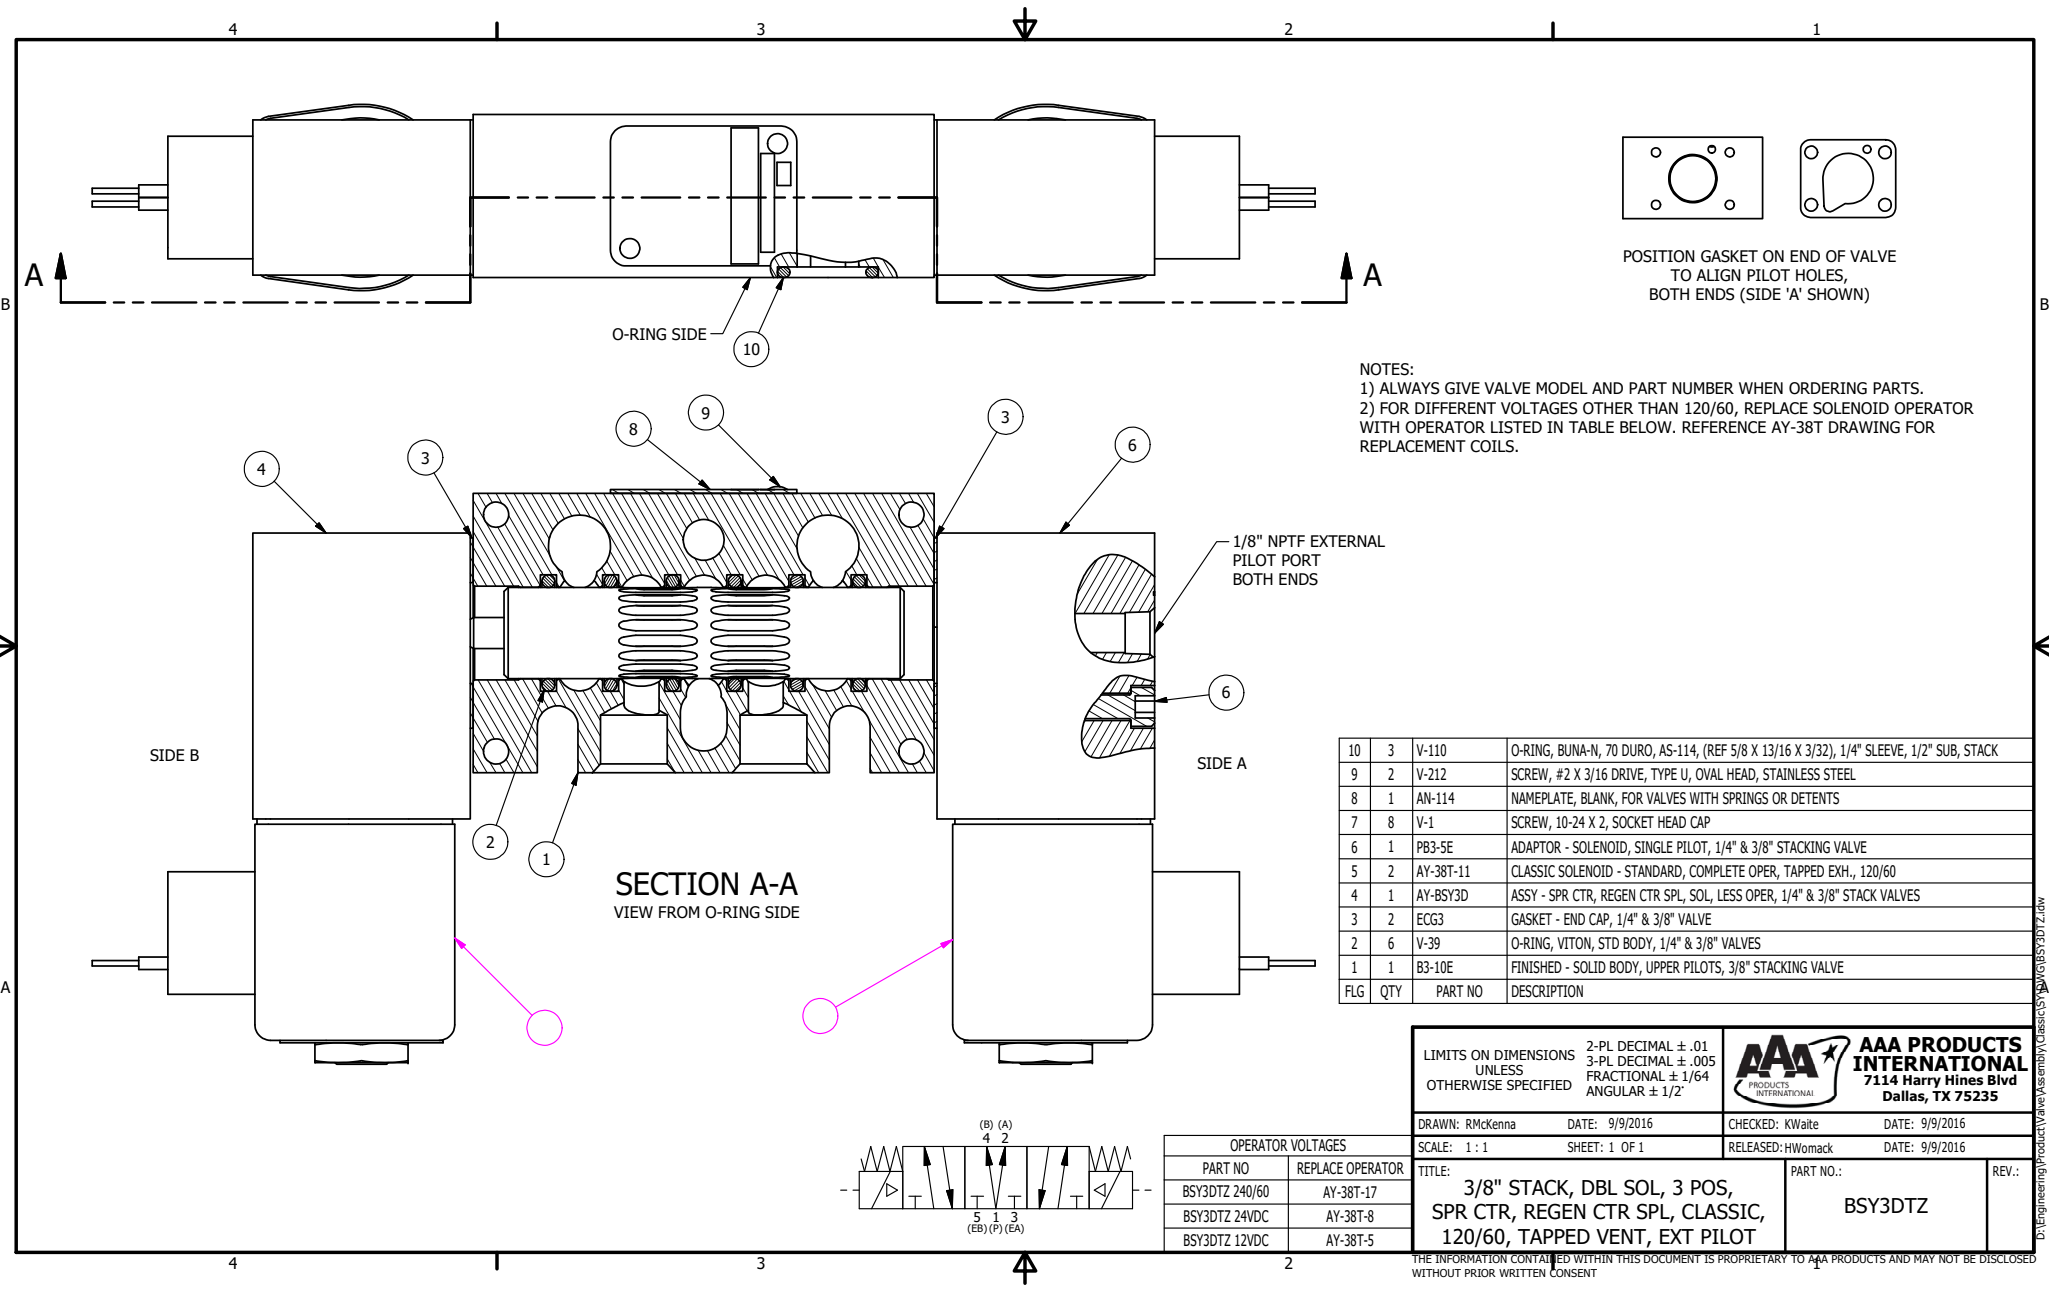 4 3 2 1
B B
A A
A A
O-RING SIDE
10
POSITION GASKET ON END OF VALVE
TO ALIGN PILOT HOLES,
BOTH ENDS (SIDE 'A' SHOWN)
NOTES:
1) ALWAYS GIVE VALVE MODEL AND PART NUMBER WHEN ORDERING PARTS.
2) FOR DIFFERENT VOLTAGES OTHER THAN 120/60, REPLACE SOLENOID OPERATOR
WITH OPERATOR LISTED IN TABLE BELOW. REFERENCE AY-38T DRAWING FOR
REPLACEMENT COILS.
4
3
8
9
3
6
1/8" NPTF EXTERNAL
PILOT PORT
BOTH ENDS
6
SIDE B
SIDE A
2
1
SECTION A-A
VIEW FROM O-RING SIDE
10 3 V-110 O-RING, BUNA-N, 70 DURO, AS-114, (REF 5/8 X 13/16 X 3/32), 1/4" SLEEVE, 1/2" SUB, STACK
9 2 V-212 SCREW, #2 X 3/16 DRIVE, TYPE U, OVAL HEAD, STAINLESS STEEL
8 1 AN-114 NAMEPLATE, BLANK, FOR VALVES WITH SPRINGS OR DETENTS
7 8 V-1 SCREW, 10-24 X 2, SOCKET HEAD CAP
6 1 PB3-5E ADAPTOR - SOLENOID, SINGLE PILOT, 1/4" & 3/8" STACKING VALVE
5 2 AY-38T-11 CLASSIC SOLENOID - STANDARD, COMPLETE OPER, TAPPED EXH., 120/60
4 1 AY-BSY3D ASSY - SPR CTR, REGEN CTR SPL, SOL, LESS OPER, 1/4" & 3/8" STACK VALVES
3 2 ECG3 GASKET - END CAP, 1/4" & 3/8" VALVE
2 6 V-39 O-RING, VITON, STD BODY, 1/4" & 3/8" VALVES
1 1 B3-10E FINISHED - SOLID BODY, UPPER PILOTS, 3/8" STACKING VALVE
FLG QTY PART NO DESCRIPTION
(B) (A)
4 2
5 1 3
(EB) (P) (EA)
OPERATOR VOLTAGES
PART NO REPLACE OPERATOR
BSY3DTZ 240/60 AY-38T-17
BSY3DTZ 24VDC AY-38T-8
BSY3DTZ 12VDC AY-38T-5
LIMITS ON DIMENSIONS
UNLESS
OTHERWISE SPECIFIED
2-PL DECIMAL ± .01
3-PL DECIMAL ± .005
FRACTIONAL ± 1/64
ANGULAR ± 1/2°
AAA
PRODUCTS
INTERNATIONAL
AAA PRODUCTS
INTERNATIONAL
7114 Harry Hines Blvd
Dallas, TX 75235
DRAWN: RMcKenna DATE: 9/9/2016 CHECKED: KWaite DATE: 9/9/2016
SCALE: 1 : 1 SHEET: 1 OF 1 RELEASED: HWomack DATE: 9/9/2016
TITLE:
3/8" STACK, DBL SOL, 3 POS,
SPR CTR, REGEN CTR SPL, CLASSIC,
120/60, TAPPED VENT, EXT PILOT
PART NO.:
BSY3DTZ
REV.:
THE INFORMATION CONTAINED WITHIN THIS DOCUMENT IS PROPRIETARY TO AAA PRODUCTS AND MAY NOT BE DISCLOSED
WITHOUT PRIOR WRITTEN CONSENT
D:\Engineering\Product\Valve\Assembly\Classic\SY\DWG\BSY3DTZ.idw
4 3 2 1